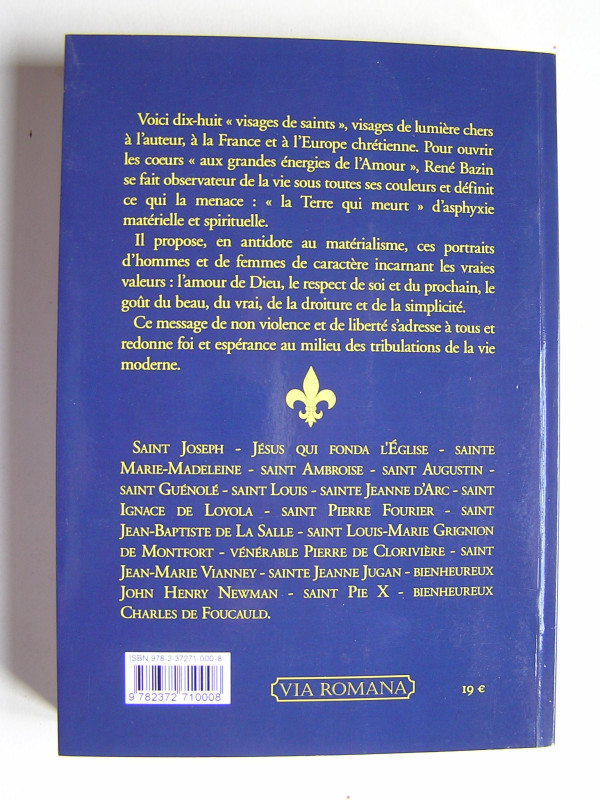 Voici dix-huit « visages de saints », visages de lumière chers
à l'auteur, à la France et à l'Europe chrétienne. Pour ouvrir
les coeurs « aux grandes énergies de l'Amour », René Bazin
se fait observateur de la vie sous toutes ses couleurs et définit
ce qui la menace : « la Terre qui meurt » d'asphyxie
matérielle et spirituelle.
Il propose, en antidote au matérialisme, ces portraits
d'hommes et de femmes de caractère incarnant les vraies
valeurs : l'amour de Dieu, le respect de soi et du prochain, le
goût du beau, du vrai, de la droiture et de la simplicité.
Ce message de non violence et de liberté s'adresse à tous et
redonne foi et espérance au milieu des tribulations de la vie
moderne.
SAINT JOSEPH - JÉSUS QUI FONDA L'ÉGLISE - SAINTE
MARIE-MADELEINE - SAINT AMBROISE - SAINT AUGUSTIN -
SAINT GUÉNOLÉ - SAINT LOUIS - SAINTE JEANNE D'ARC - SAINT
IGNACE DE LOYOLA - SAINT PIERRE FOURIER - SAINT
JEAN-BAPTISTE DE LA SALLE - SAINT LOUIS-MARIE GRIGNION
DE MONTFORT - VÉNÉRABLE PIERRE DE CLORIVIÈRE - SAINT
JEAN-MARIE VIANNEY - SAINTE JEANNE JUGAN - BIENHEUREUX
JOHN HENRY NEWMAN - SAINT PIE X - BIENHEUREUX
CHARLES DE FOUCAULD.
ISBN 978-2-37271-000-8
9 782372 710008
VIA ROMANA
19 €